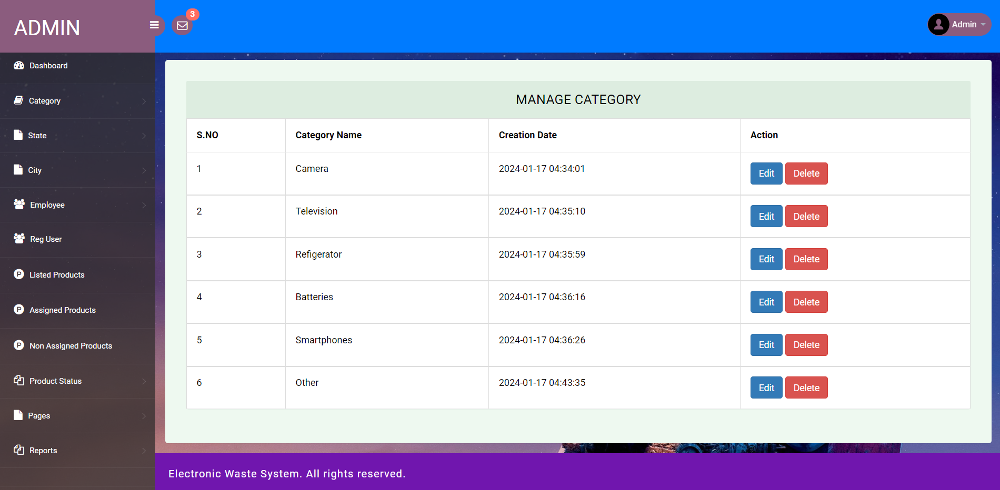 ADMIN
3
Admin
Dashboard
Category
State
City
Employee
Reg User
P Listed Products
P Assigned Products
P Non Assigned Products
Product Status
Pages
Reports
MANAGE CATEGORY
S.NO Category Name Creation Date Action
1 Camera 2024-01-17 04:34:01 Edit Delete
2 Television 2024-01-17 04:35:10 Edit Delete
3 Refigerator 2024-01-17 04:35:59 Edit Delete
4 Batteries 2024-01-17 04:36:16 Edit Delete
5 Smartphones 2024-01-17 04:36:26 Edit Delete
6 Other 2024-01-17 04:43:35 Edit Delete
Electronic Waste System. All rights reserved.